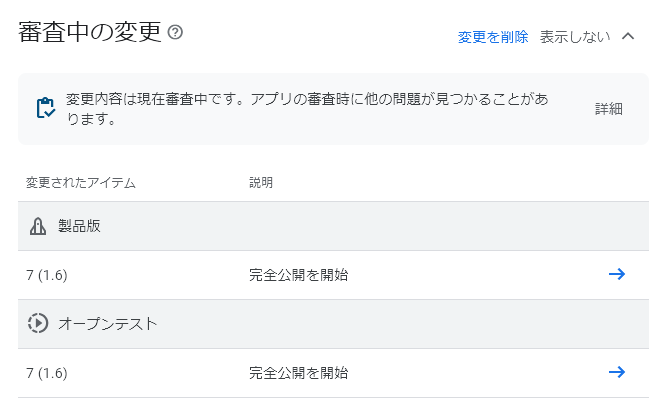 審査中の変更
変更を削除 表示しない
変更内容は現在審査中です。アプリの審査時に他の問題が見つかることがあ
ります。
詳細
変更されたアイテム 説明
製品版
7 (1.6) 完全公開を開始
オープンテスト
7 (1.6) 完全公開を開始